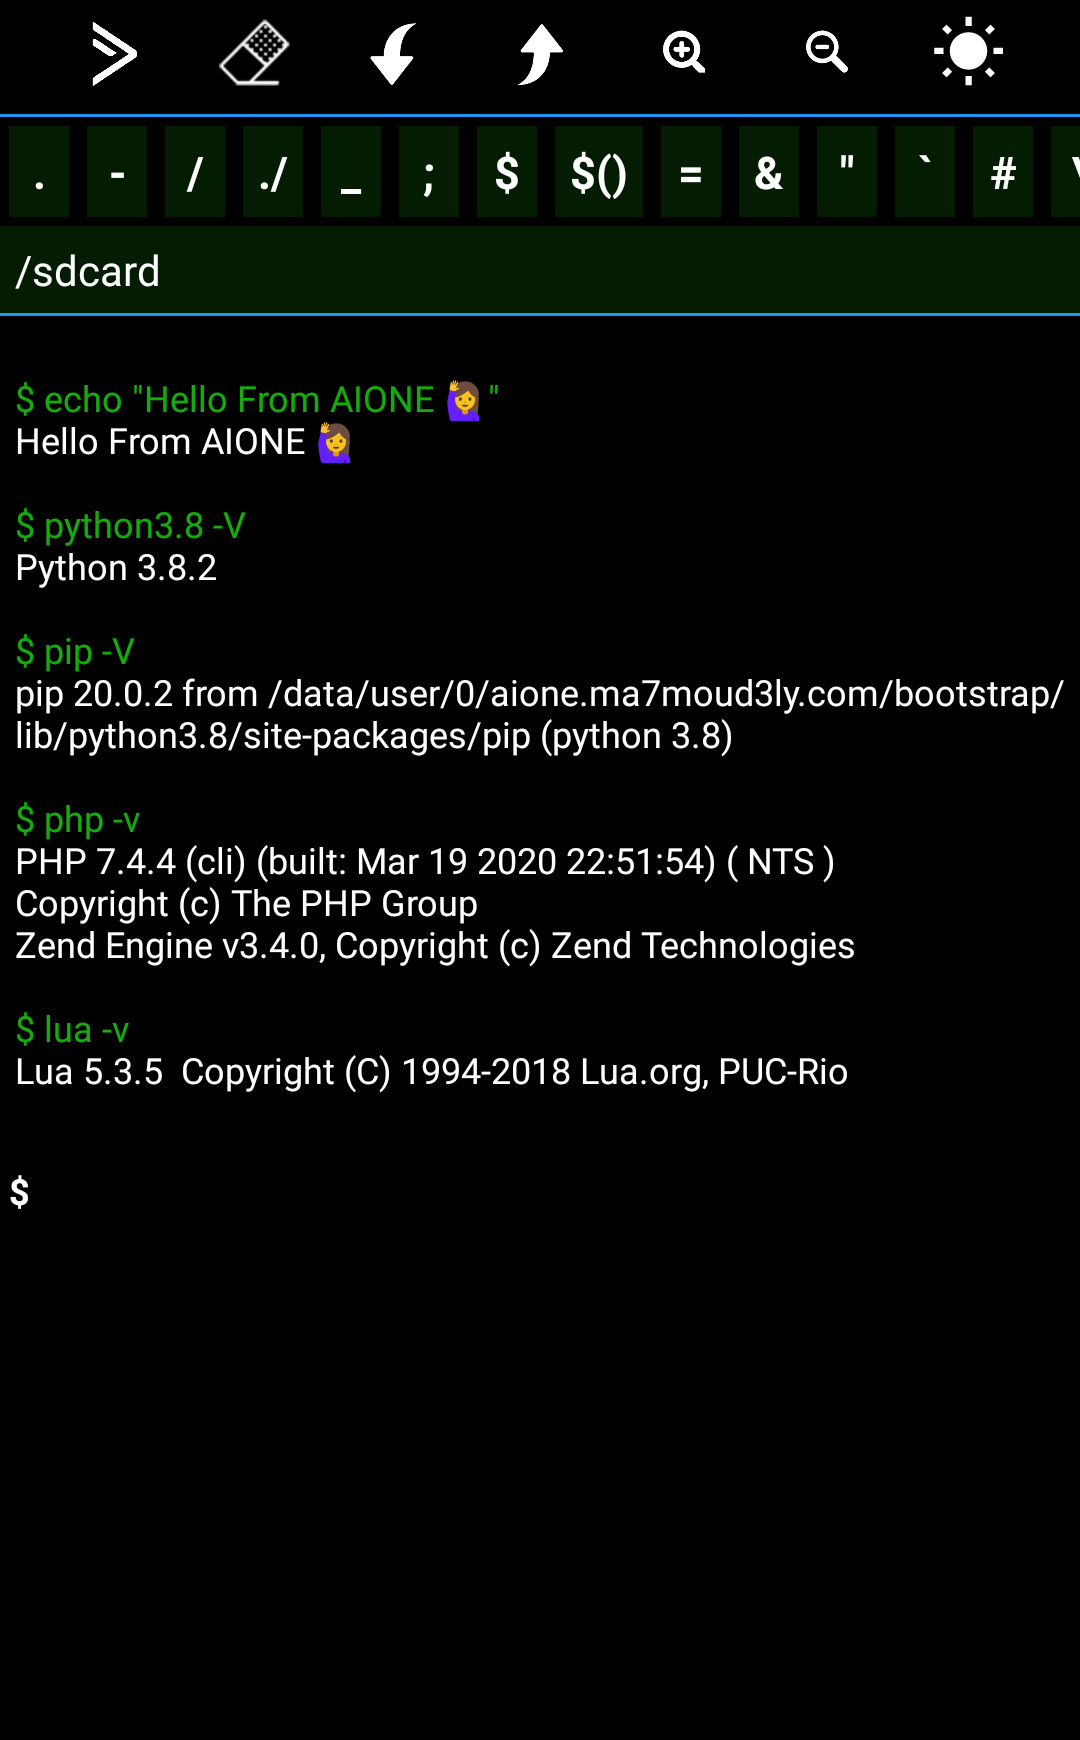 . - / ./ _ ; $ $() = & " ` #
/sdcard
$ echo "Hello From AIONE 🙋‍♀️"
Hello From AIONE 🙋‍♀️
$ python3.8 -V
Python 3.8.2
$ pip -V
pip 20.0.2 from /data/user/0/aione.ma7moud3ly.com/bootstrap/
lib/python3.8/site-packages/pip (python 3.8)
$ php -v
PHP 7.4.4 (cli) (built: Mar 19 2020 22:51:54) ( NTS )
Copyright (c) The PHP Group
Zend Engine v3.4.0, Copyright (c) Zend Technologies
$ lua -v
Lua 5.3.5  Copyright (C) 1994-2018 Lua.org, PUC-Rio
$